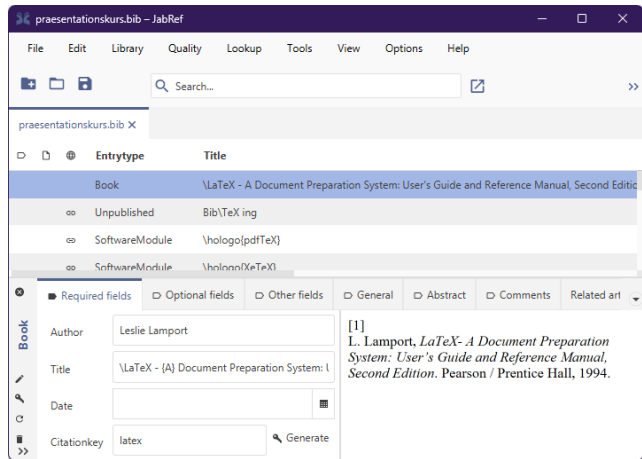 praesentationskurs.bib – JabRef
File Edit Library Quality Lookup Tools View Options Help
Search...
praesentationskurs.bib
Entrytype Title
Book \LaTeX - A Document Preparation System: User's Guide and Reference Manual, Second Editio
Unpublished Bib\TeX ing
SoftwareModule \hologo{pdfTeX}
SoftwareModule \hologo{XeTeX}
Required fields Optional fields Other fields General Abstract Comments Related art
Book
Author Leslie Lamport
Title \LaTeX - {A} Document Preparation System: U
Date
Citationkey latex Generate
[1]
L. Lamport, LaTeX- A Document Preparation
System: User's Guide and Reference Manual,
Second Edition. Pearson / Prentice Hall, 1994.